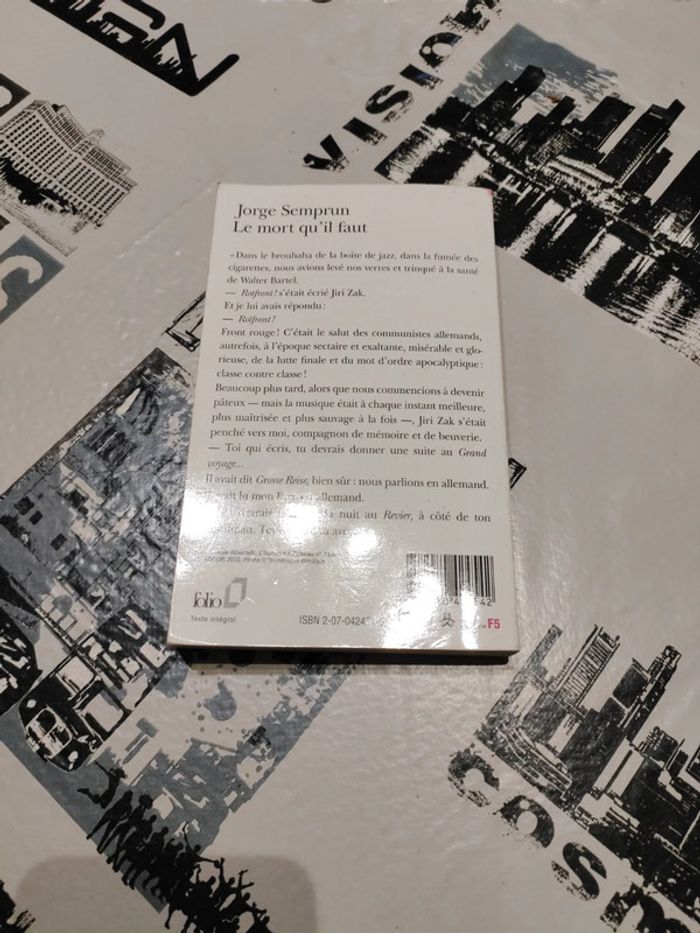 VISION
Jorge Semprun
Le mort qu'il faut
«Dans le brouhaha de la boîte de jazz, dans la fumée des
cigarettes, nous avions levé nos verres et trinqué à la santé
de Walter Bartel.
— Rotfront! s'était écrié Jiri Zak.
Et je lui avais répondu :
— Rotfront!
Front rouge! C'était le salut des communistes allemands,
autrefois, à l'époque sectaire et exaltante, misérable et glo-
rieuse, de la lutte finale et du mot d'ordre apocalyptique :
classe contre classe!
Beaucoup plus tard, alors que nous commencions à devenir
pâteux — mais la musique était à chaque instant meilleure,
plus maîtrisée et plus sauvage à la fois —, Jiri Zak s'était
penché vers moi, compagnon de mémoire et de beuverie.
— Toi qui écris, tu devrais donner une suite au Grand
voyage...
Il avait dit Grosse Reise, bien sûr : nous parlions en allemand.
lu mon en allemand.
la nuit au Revier, à côté de ton
folio
Texte intégral
ISBN 2-07-0424
F5
cosm